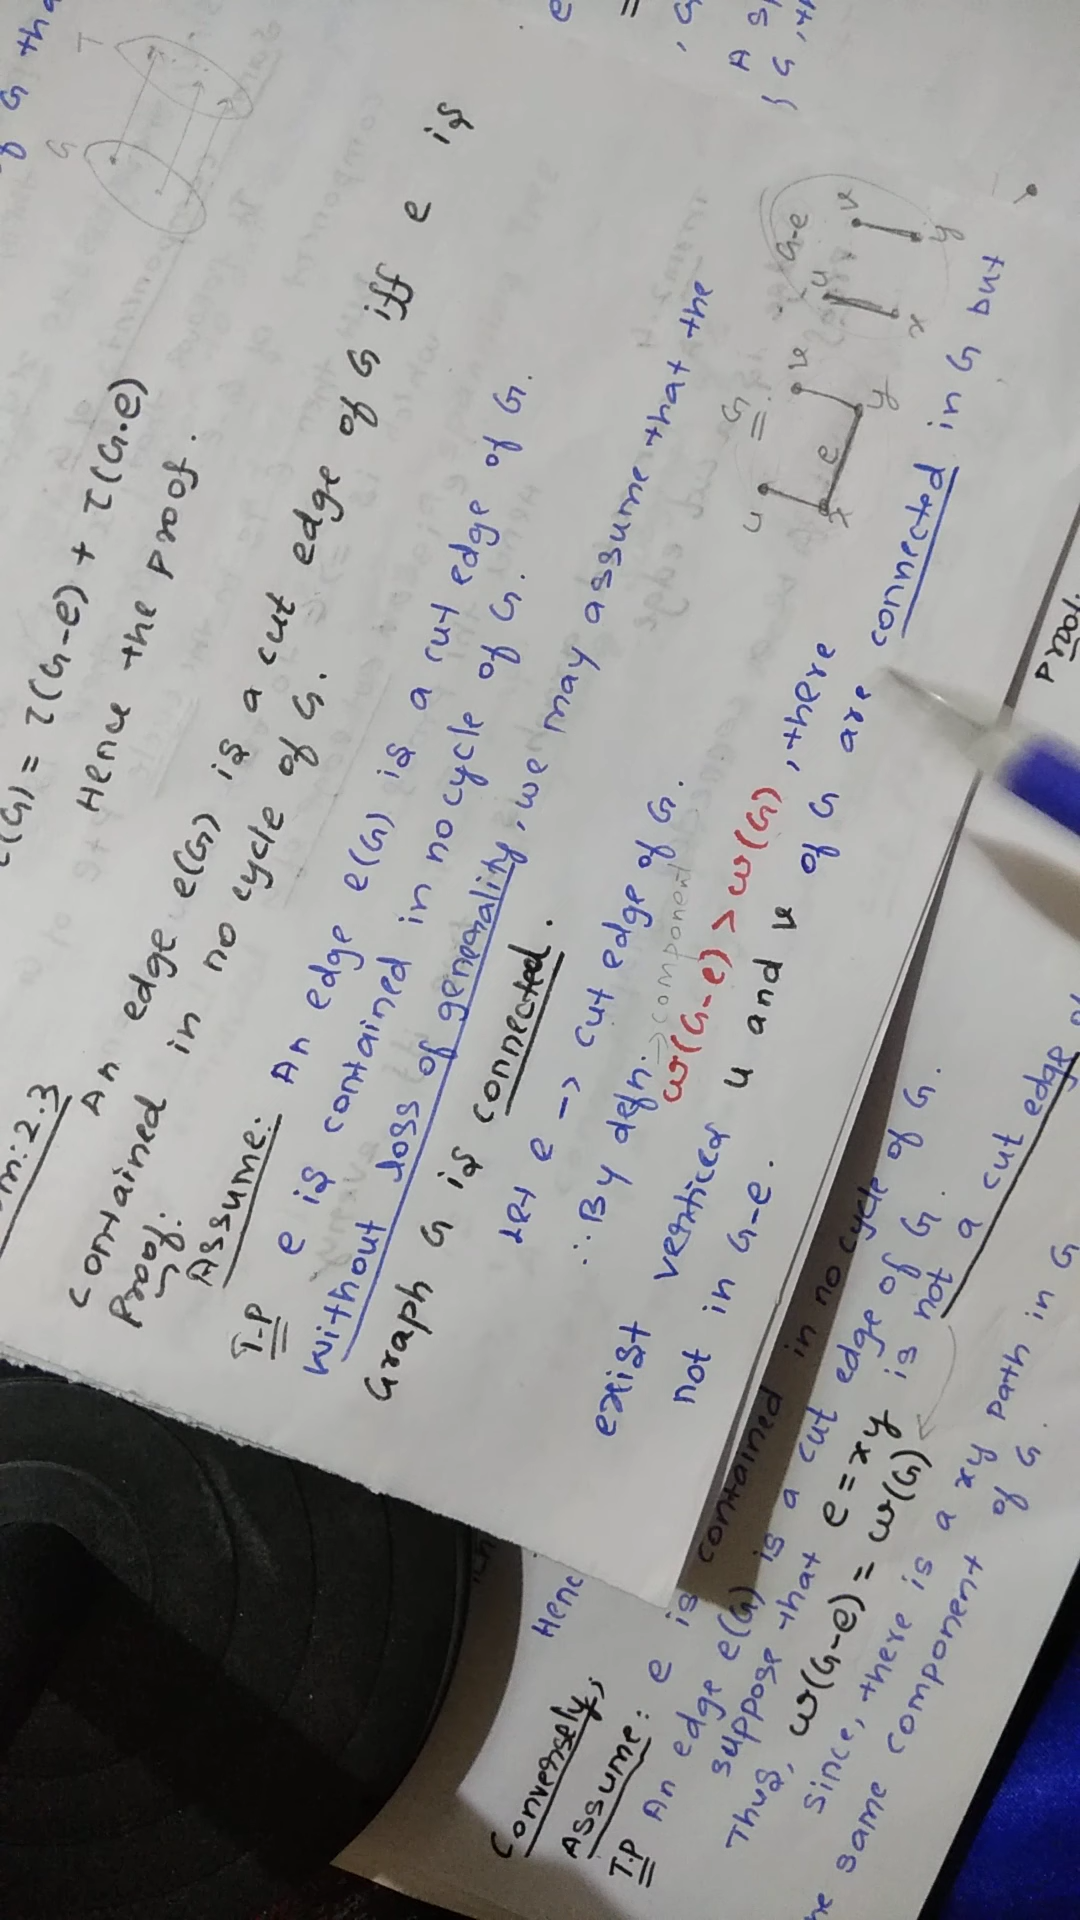 (G) = τ(G-e) + τ(G·e)
Hence the proof.
m: 2.3
An edge e(G) is a cut edge of G iff e is
contained in no cycle of G.
Proof:
Assume: An edge e(G) is a cut edge of G.
T.P e is contained in no cycle of G.
Without loss of generality, we may assume that the
Graph G is connected.
Let e -> cut edge of G.
∴ By defn. -> component
w(G-e) > w(G), there
exist vertices u and v of G are connected in G but
not in G-e.
G
T
G
u
v
x
e
y
G-e
u
v
x
y
Proof.
Henc
Conversely,
Assume: e is contained in no cycle of G.
T.P An edge e(G) is a cut edge of G.
Suppose that e = xy is not a cut edge
Thus, w(G-e) = w(G)
Since, there is a xy path in G
same component of G.